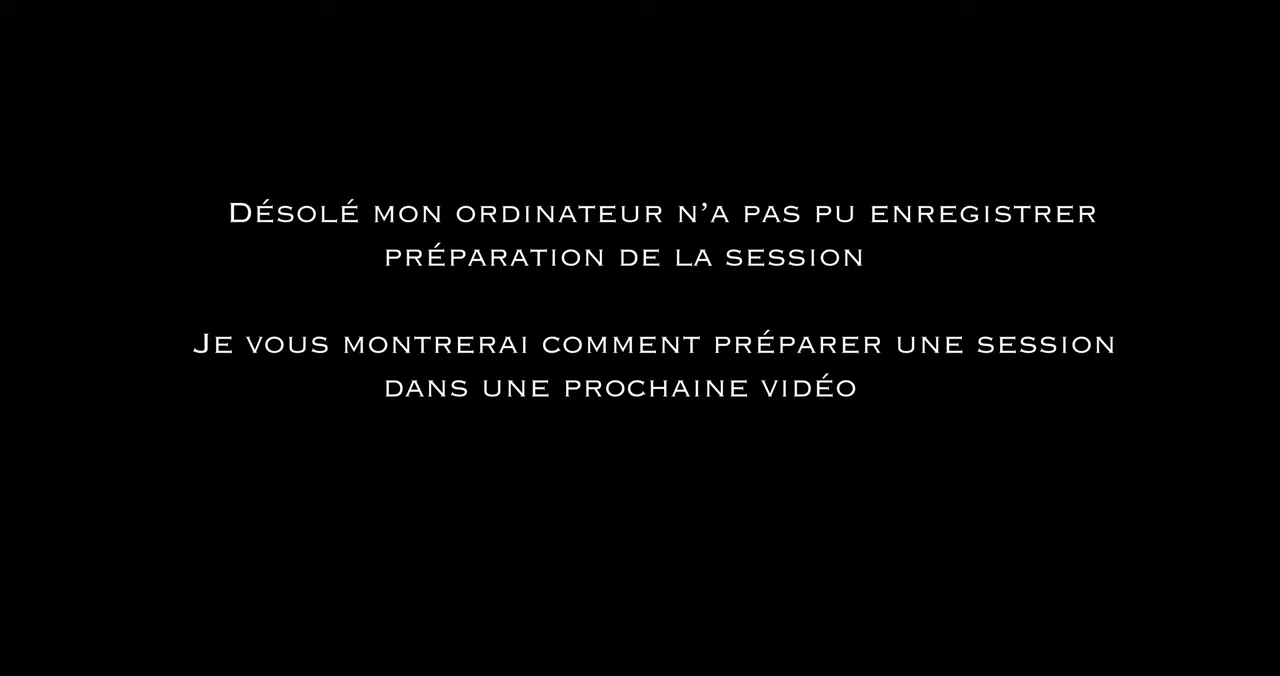 Désolé mon ordinateur n’a pas pu enregistrer
préparation de la session
Je vous montrerai comment préparer une session
dans une prochaine vidéo